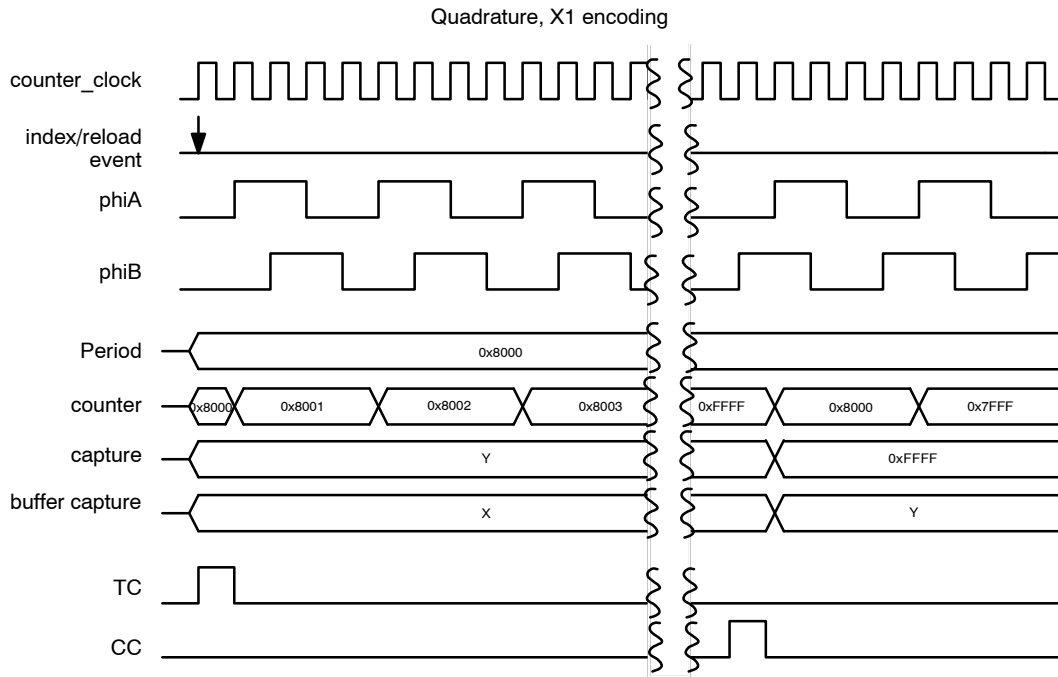 Quadrature, X1 encoding
counter_clock
index/reload
event
phiA
phiB
Period
0x8000
counter
0x8000 0x8001 0x8002 0x8003 0xFFFF 0x8000 0x7FFF
capture
Y 0xFFFF
buffer capture
X Y
TC
CC